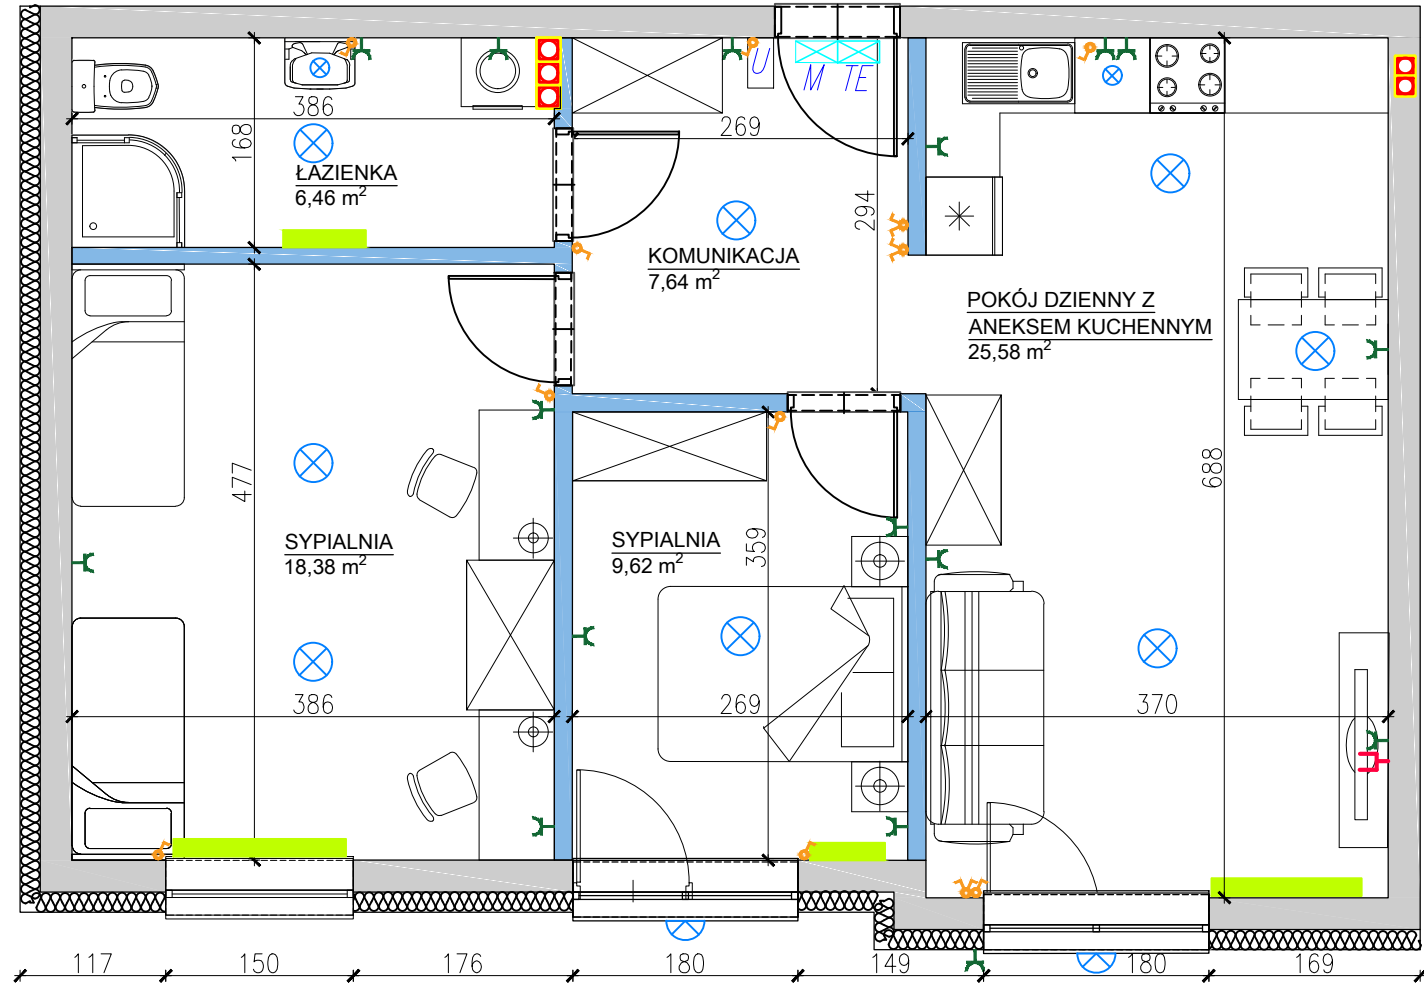 U
M TE
386
168
ŁAZIENKA
6,46 m²
269
294
KOMUNIKACJA
7,64 m²
POKÓJ DZIENNY Z
ANEKSEM KUCHENNYM
25,58 m²
477
688
SYPIALNIA
18,38 m²
SYPIALNIA
9,62 m²
359
386
269
370
117
150
176
180
149
180
169